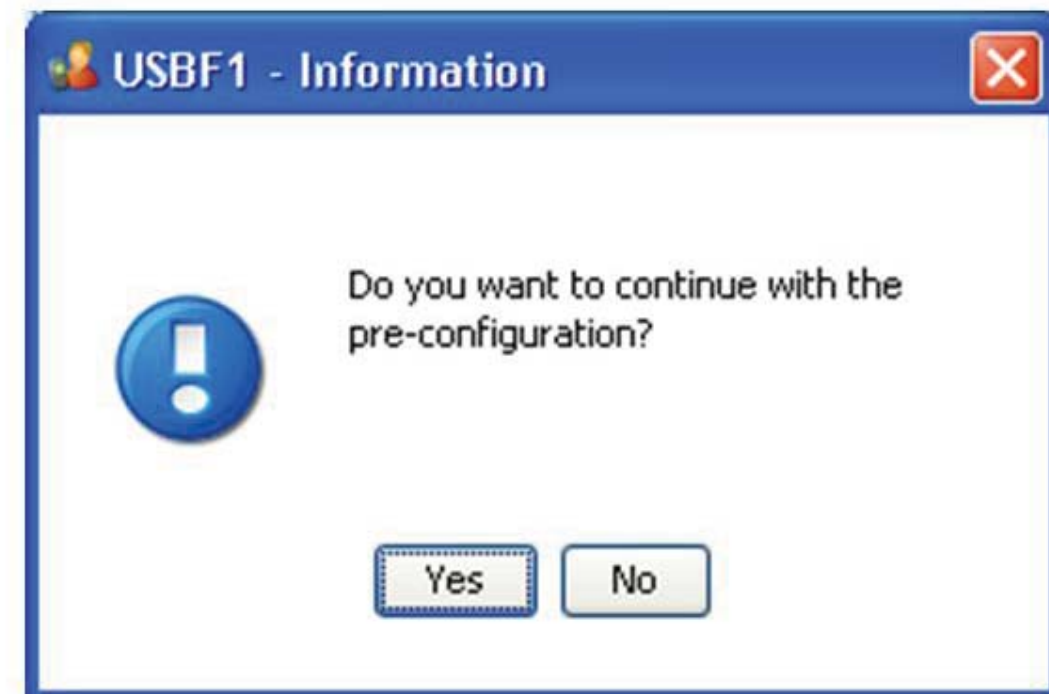 USBF1 - Information
Do you want to continue with the
pre-configuration?
Yes
No